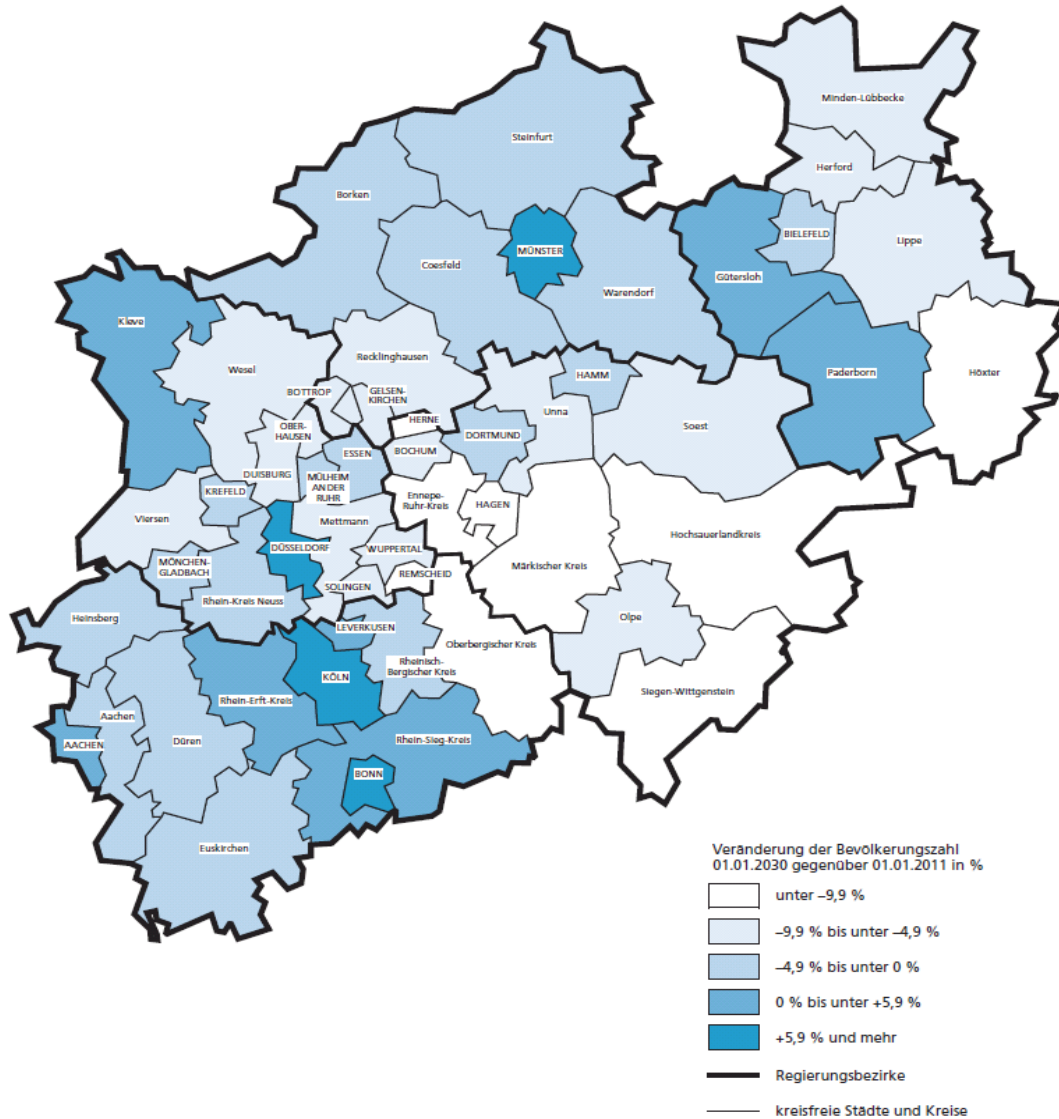 Minden-Lübbecke
Steinfurt
Herford
Borken
BIELEFELD
Lippe
MÜNSTER
Coesfeld
Gütersloh
Warendorf
Kleve
Recklinghausen
Wesel
Paderborn
Höxter
HAMM
BOTTROP
GELSEN-
KIRCHEN
Unna
HERNE
OBER-
HAUSEN
DORTMUND
Soest
BOCHUM
ESSEN
DUISBURG
MÜLHEIM
AN DER
RUHR
KREFELD
Ennepe-
Ruhr-Kreis
HAGEN
Viersen
Mettmann
Hochsauerlandkreis
DÜSSELDORF
WUPPERTAL
MÖNCHEN-
GLADBACH
Märkischer Kreis
REMSCHEID
SOLINGEN
Rhein-Kreis Neuss
Heinsberg
Olpe
LEVERKUSEN
Oberbergischer Kreis
Rheinisch-
Bergischer Kreis
KÖLN
Siegen-Wittgenstein
Rhein-Erft-Kreis
Aachen
Düren
Rhein-Sieg-Kreis
AACHEN
BONN
Euskirchen
Veränderung der Bevölkerungszahl
01.01.2030 gegenüber 01.01.2011 in %
unter –9,9 %
–9,9 % bis unter –4,9 %
–4,9 % bis unter 0 %
0 % bis unter +5,9 %
+5,9 % und mehr
Regierungsbezirke
kreisfreie Städte und Kreise